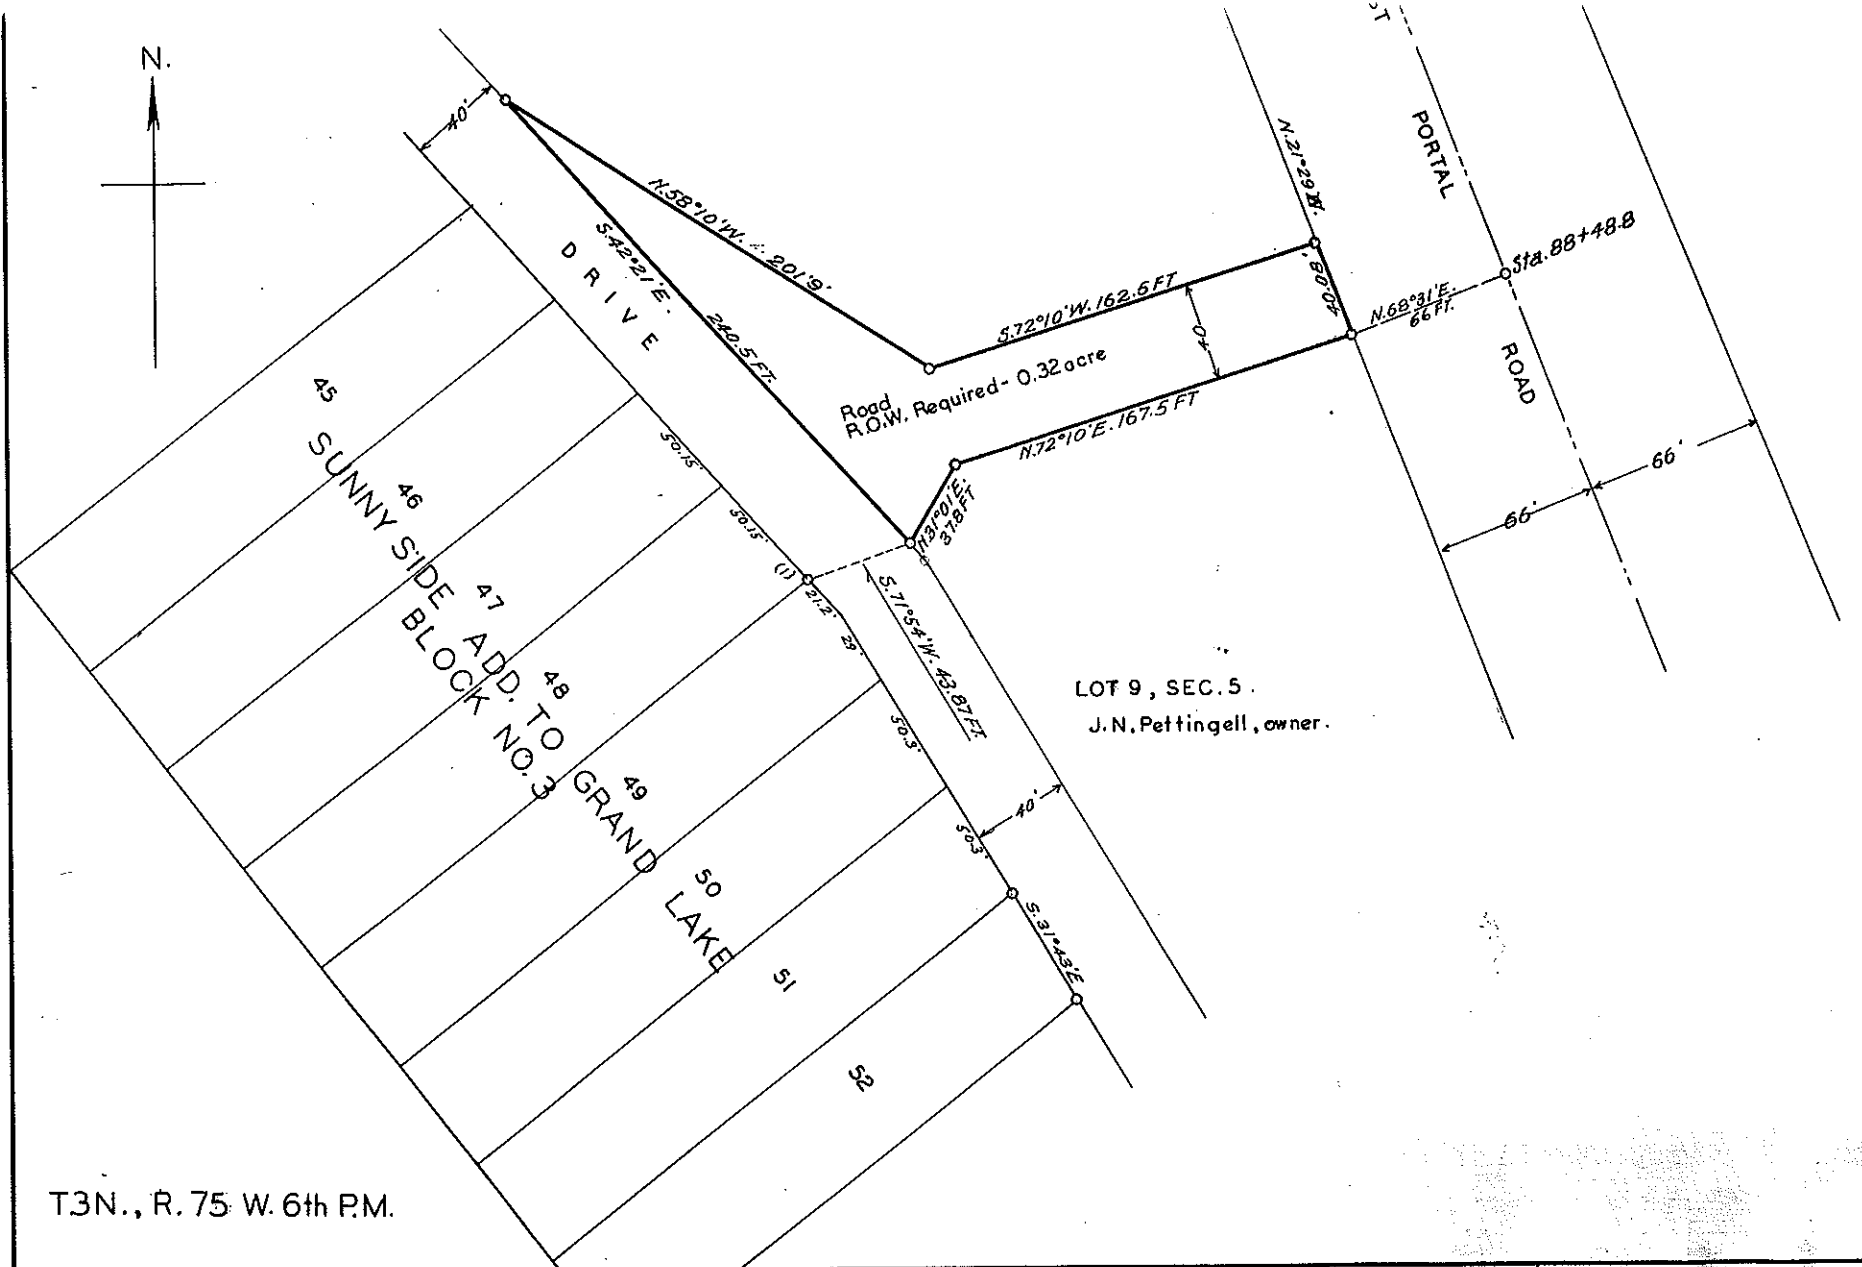 N.
40'
N.58°10'W. 201.9'
S.42°21'E.
240.5 FT.
DRIVE
N.21°29'W.
PORTAL
ROAD
Sta. 88+48.8
N.68°31'E.
66 FT.
40.08'
S.72°10'W. 162.6 FT
40'
Road
R.O.W. Required - 0.32 acre
N.72°10'E. 167.5 FT
N.31°01'E.
37.8 FT
66'
66'
45
46
47
48
49
50
51
52
SUNNY SIDE ADD. TO GRAND LAKE
BLOCK NO. 3
50.15'
50.15'
(1)
21.2'
29'
S.71°54'W. 43.87 FT.
50.3'
50.3'
40'
S.31°43'E
LOT 9, SEC. 5.
J.N. Pettingell, owner.
T3N., R. 75 W. 6th P.M.